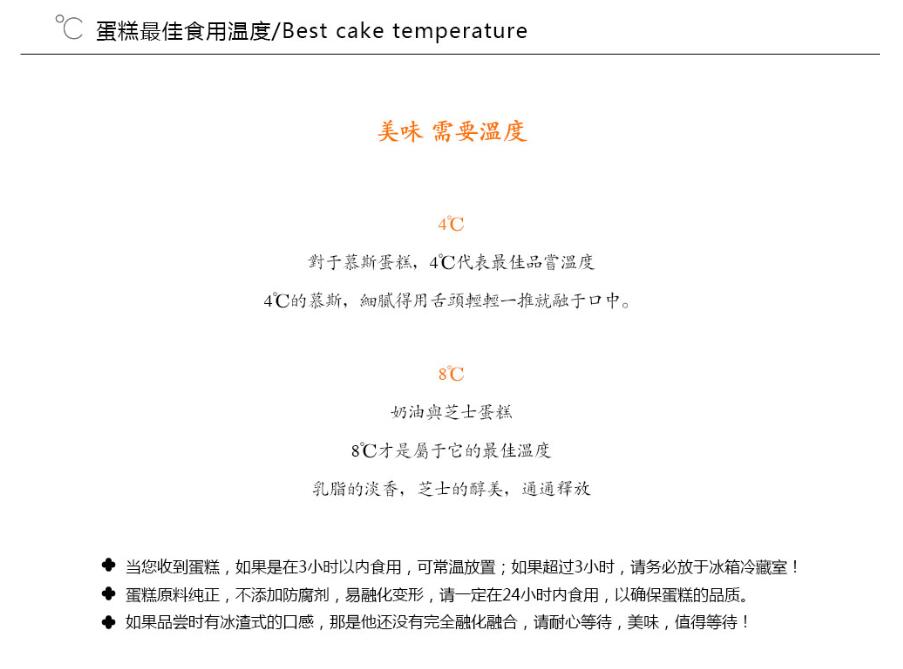 ℃ 蛋糕最佳食用温度/Best cake temperature
美味 需要溫度
4℃
對于慕斯蛋糕，4℃代表最佳品嘗溫度
4℃的慕斯，細膩得用舌頭輕輕一推就融于口中。
8℃
奶油與芝士蛋糕
8℃才是屬于它的最佳溫度
乳脂的淡香，芝士的醇美，通通釋放
当您收到蛋糕，如果是在3小时以内食用，可常温放置；如果超过3小时，请务必放于冰箱冷藏室！
蛋糕原料纯正，不添加防腐剂，易融化变形，请一定在24小时内食用，以确保蛋糕的品质。
如果品尝时有冰渣式的口感，那是他还没有完全融化融合，请耐心等待，美味，值得等待！